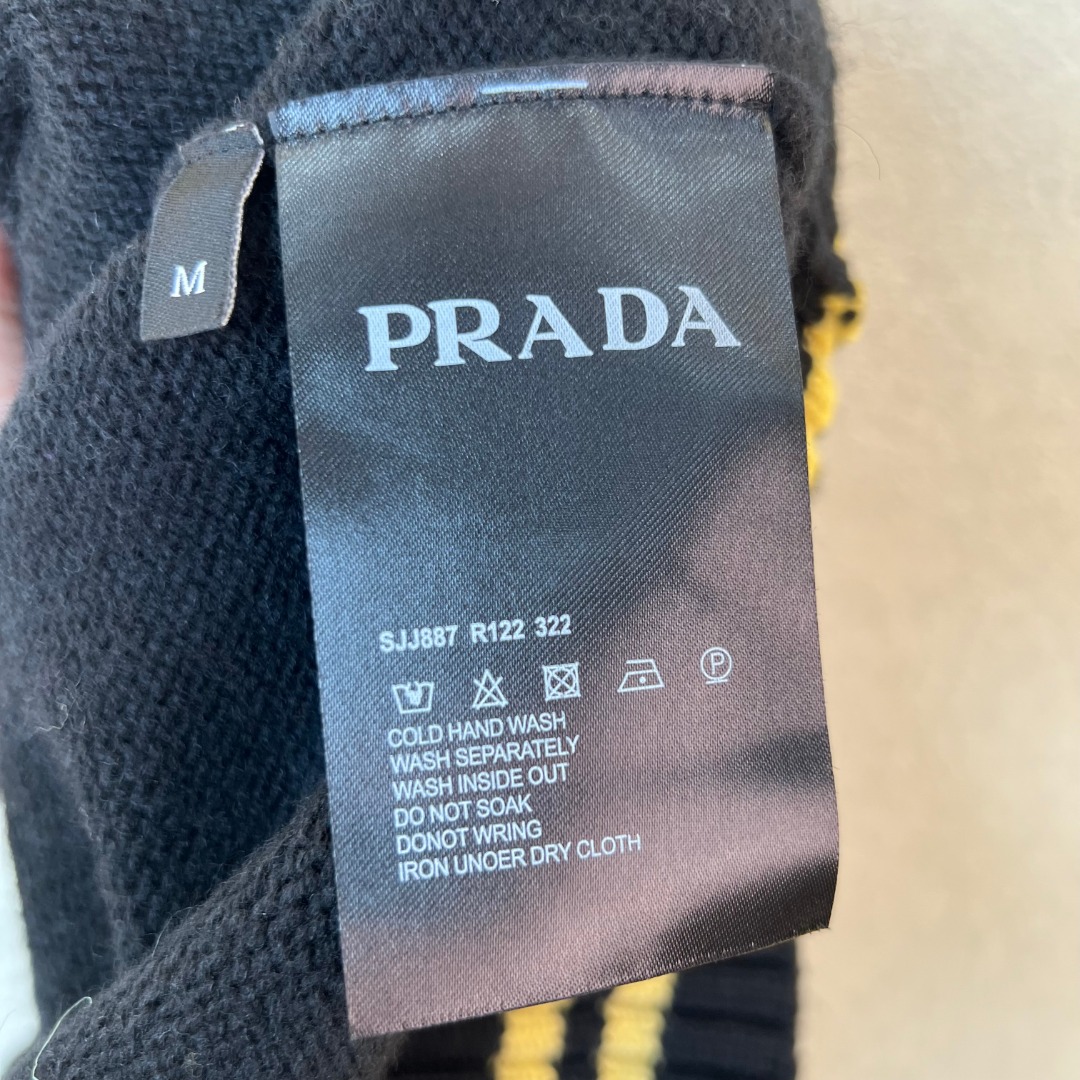 M
PRADA
SJJ887 R122 322
P
COLD HAND WASH
WASH SEPARATELY
WASH INSIDE OUT
DO NOT SOAK
DONOT WRING
IRON UNOER DRY CLOTH